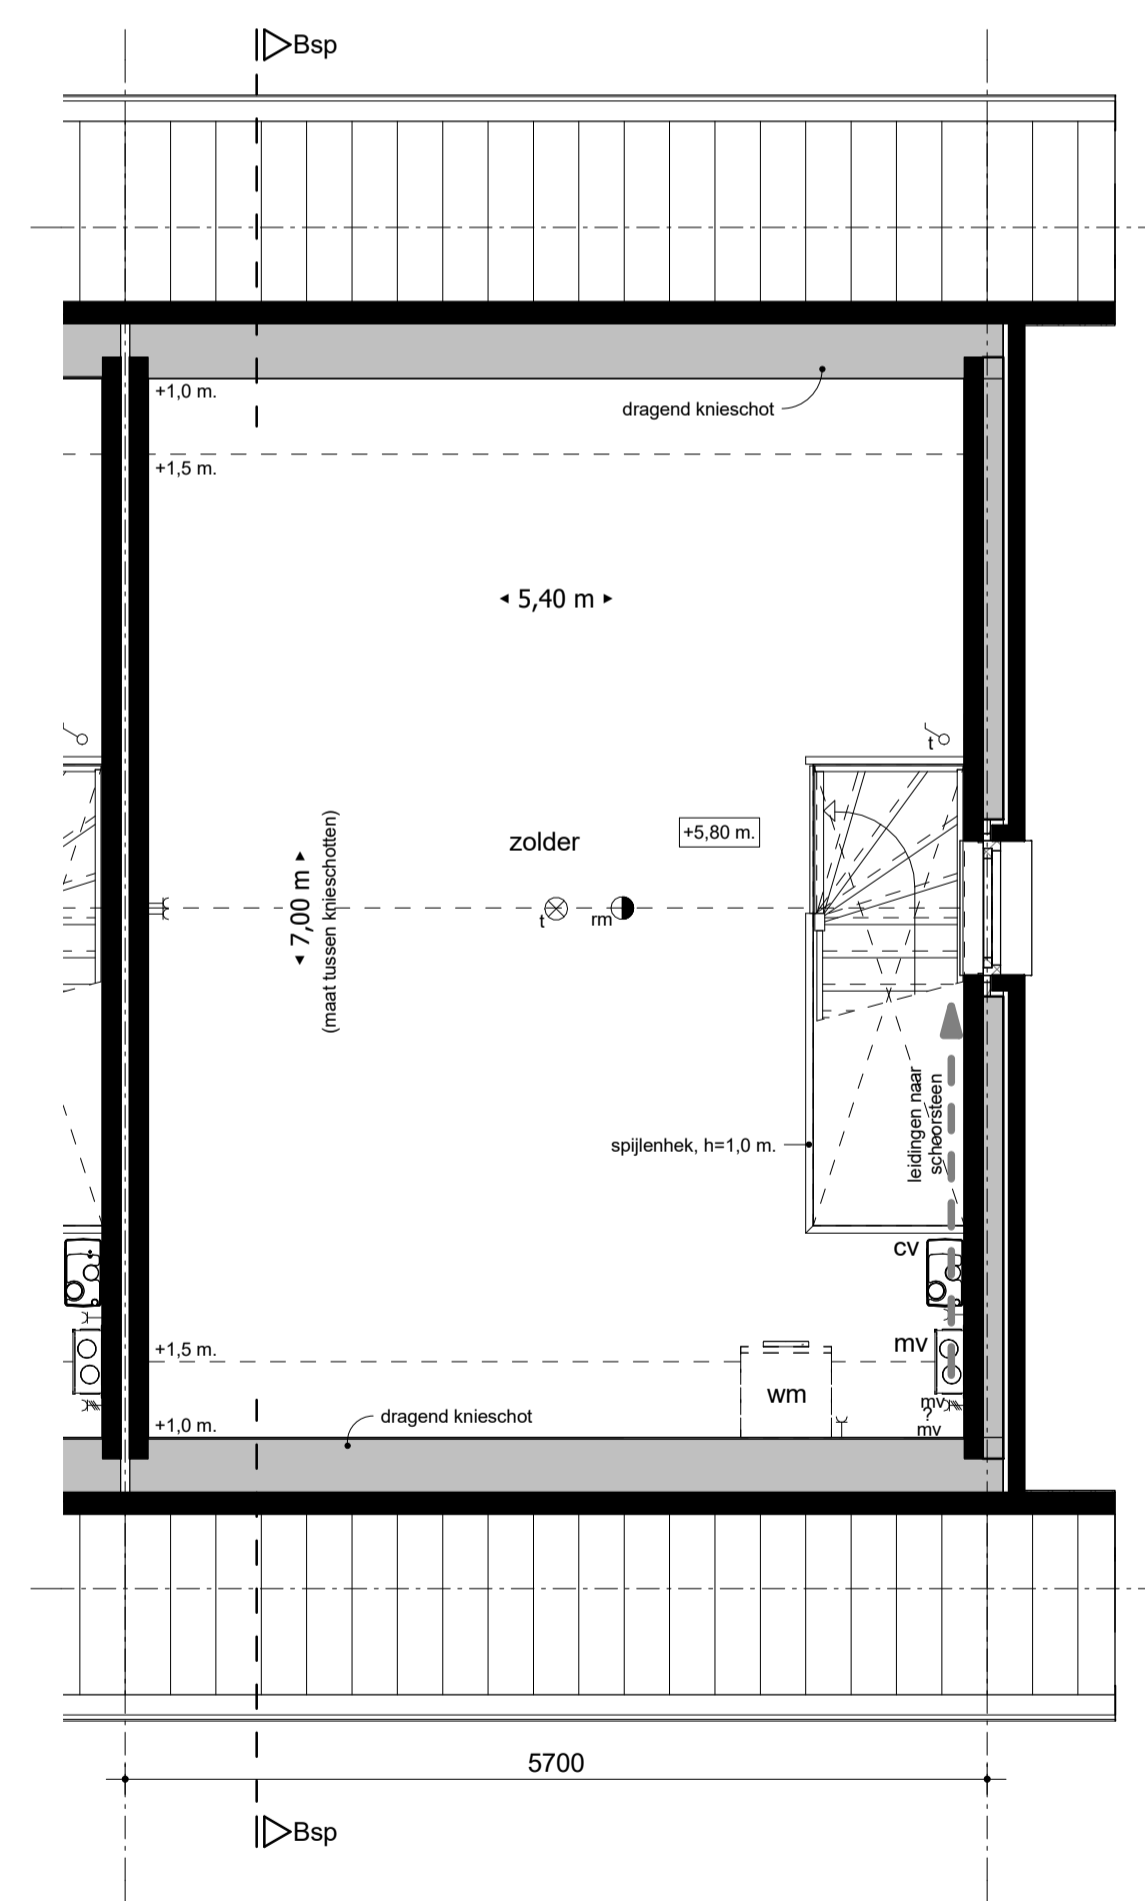 Bsp
+1,0 m.
dragend knieschot
+1,5 m.
5,40 m
t
zolder
+5,80 m.
7,00 m
(maat tussen knieschotten)
t
rm
leidingen naar
schoorsteen
spijlenhek, h=1,0 m.
cv
mv
+1,5 m.
wm
mv
?
mv
dragend knieschot
+1,0 m.
5700
Bsp